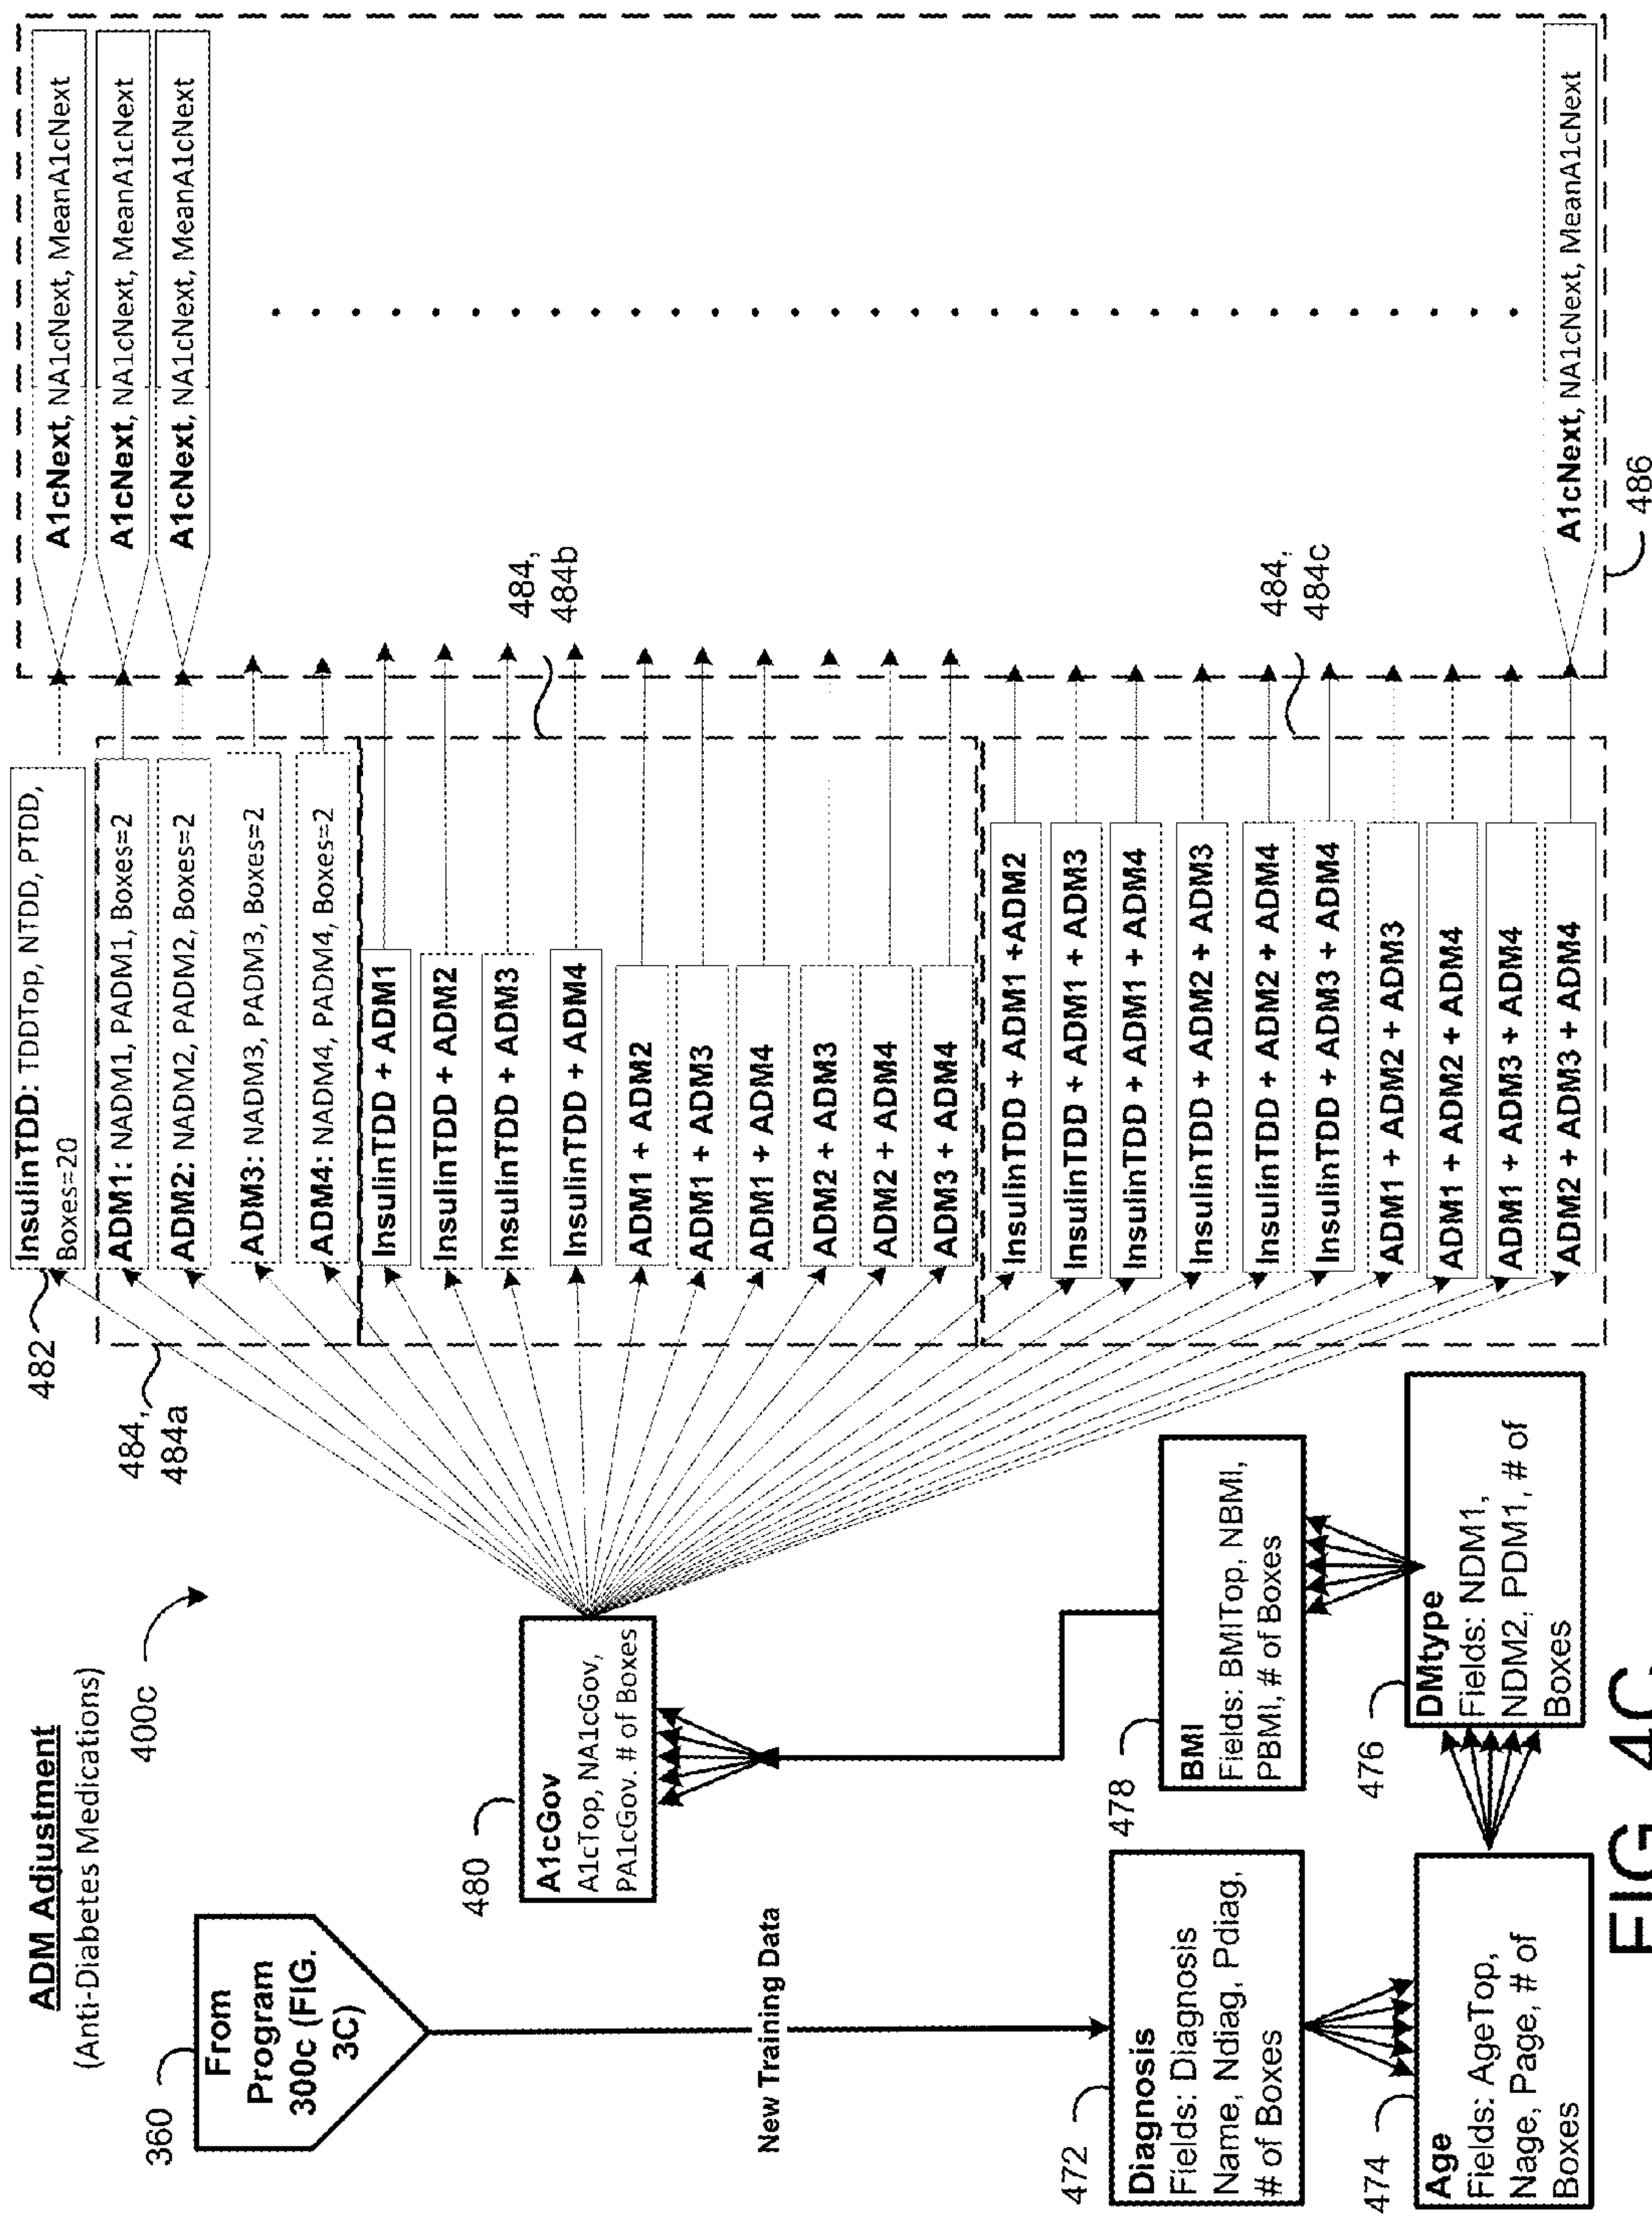 ADM Adjustment
(Anti-Diabetes Medications)
400c
360
From
Program
300c (FIG.
3C)
New Training Data
472
Diagnosis
Fields: Diagnosis
Name, Ndiag, Pdiag,
# of Boxes
474
Age
Fields: AgeTop,
Nage, Page, # of
Boxes
476
DMtype
Fields: NDM1,
NDM2, PDM1, # of
Boxes
478
BMI
Fields: BMITop, NBMI,
PBMI, # of Boxes
480
A1cGov
A1cTop, NA1cGov,
PA1cGov. # of Boxes
482
InsulinTDD: TDDTop, NTDD, PTDD,
Boxes=20
484,
484a
ADM1: NADM1, PADM1, Boxes=2
ADM2: NADM2, PADM2, Boxes=2
ADM3: NADM3, PADM3, Boxes=2
ADM4: NADM4, PADM4, Boxes=2
484,
484b
InsulinTDD + ADM1
InsulinTDD + ADM2
InsulinTDD + ADM3
InsulinTDD + ADM4
ADM1 + ADM2
ADM1 + ADM3
ADM1 + ADM4
ADM2 + ADM3
ADM2 + ADM4
ADM3 + ADM4
484,
484c
InsulinTDD + ADM1 +ADM2
InsulinTDD + ADM1 + ADM3
InsulinTDD + ADM1 + ADM4
InsulinTDD + ADM2 + ADM3
InsulinTDD + ADM2 + ADM4
InsulinTDD + ADM3 + ADM4
ADM1 + ADM2 + ADM3
ADM1 + ADM2 + ADM4
ADM1 + ADM3 + ADM4
ADM2 + ADM3 + ADM4
A1cNext, NA1cNext, MeanA1cNext
A1cNext, NA1cNext, MeanA1cNext
A1cNext, NA1cNext, MeanA1cNext
A1cNext, NA1cNext, MeanA1cNext
486
FIG. 4C